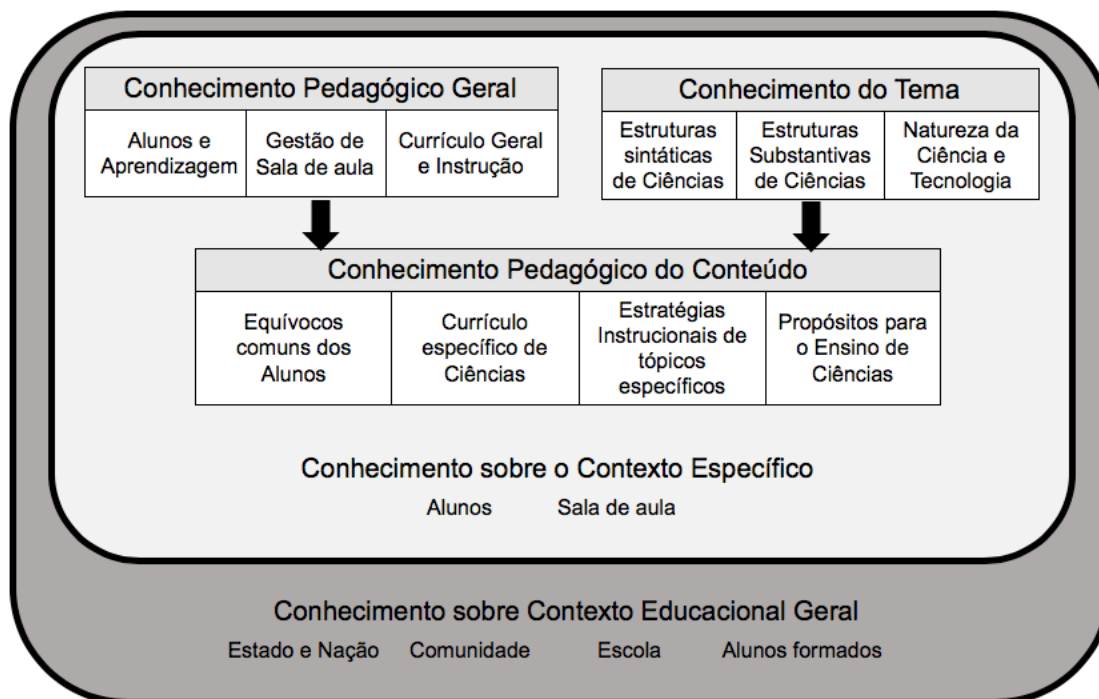 Conhecimento Pedagógico Geral
Alunos e
Aprendizagem
Gestão de
Sala de aula
Currículo Geral
e Instrução
Conhecimento do Tema
Estruturas
sintáticas
de Ciências
Estruturas
Substantivas
de Ciências
Natureza da
Ciência e
Tecnologia
Conhecimento Pedagógico do Conteúdo
Equívocos
comuns dos
Alunos
Currículo
específico de
Ciências
Estratégias
Instrucionais de
tópicos
específicos
Propósitos para
o Ensino de
Ciências
Conhecimento sobre o Contexto Específico
Alunos
Sala de aula
Conhecimento sobre Contexto Educacional Geral
Estado e Nação
Comunidade
Escola
Alunos formados